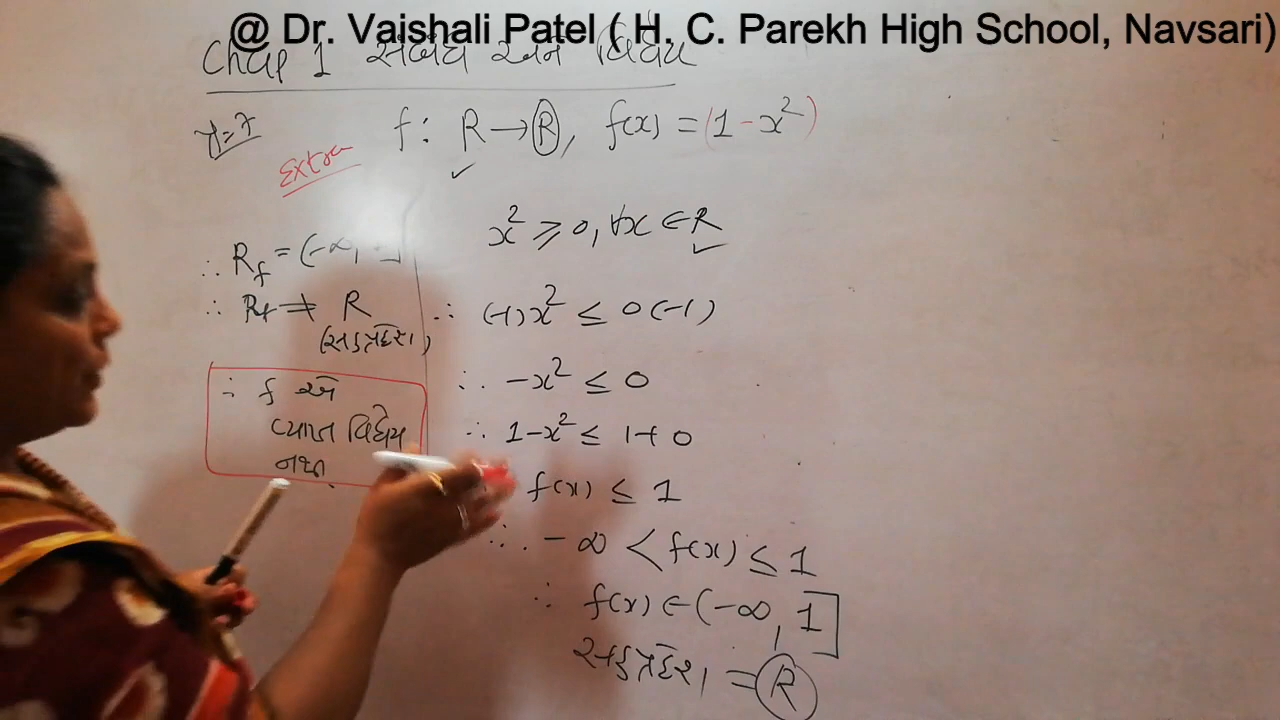 @ Dr. Vaishali Patel ( H. C. Parekh High School, Navsari)
Chap 1 સંબંધ અને વિધેય
f : R → R, f(x) = (1 - x²)
Extra
x² ≥ 0, ∀x ∈ R
∴ (-1)x² ≤ 0 (-1)
∴ -x² ≤ 0
∴ 1-x² ≤ 1+0
f(x) ≤ 1
∴ -∞ < f(x) ≤ 1
∴ f(x) ∈ (-∞, 1]
સહપ્રદેશ = R
∴ R_f = (-∞, ]
∴ R_f ≠ R
(સહપ્રદેશ)
∴ f એ
વ્યાપ્ત વિધેય
નથી.